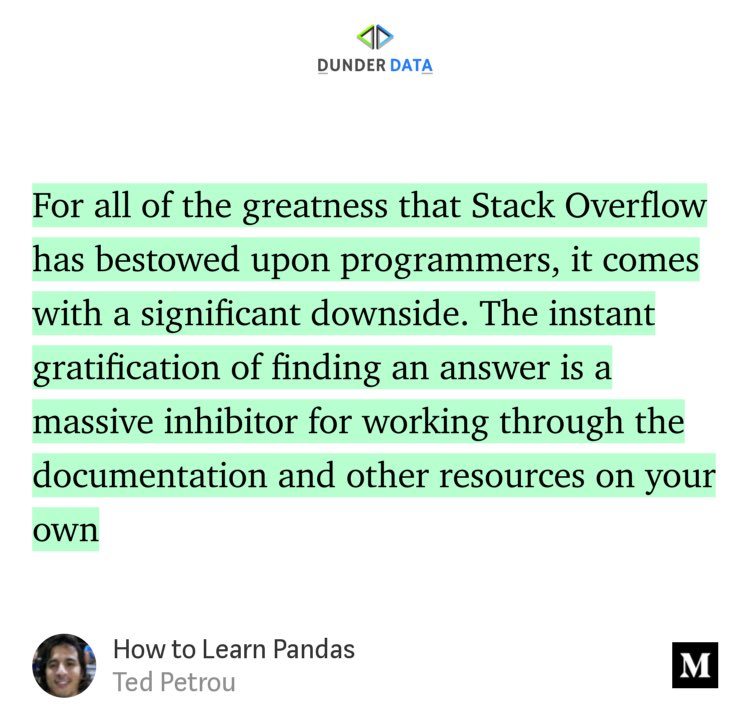 DUNDER DATA
For all of the greatness that Stack Overflow
has bestowed upon programmers, it comes
with a significant downside. The instant
gratification of finding an answer is a
massive inhibitor for working through the
documentation and other resources on your
own
How to Learn Pandas
Ted Petrou
M